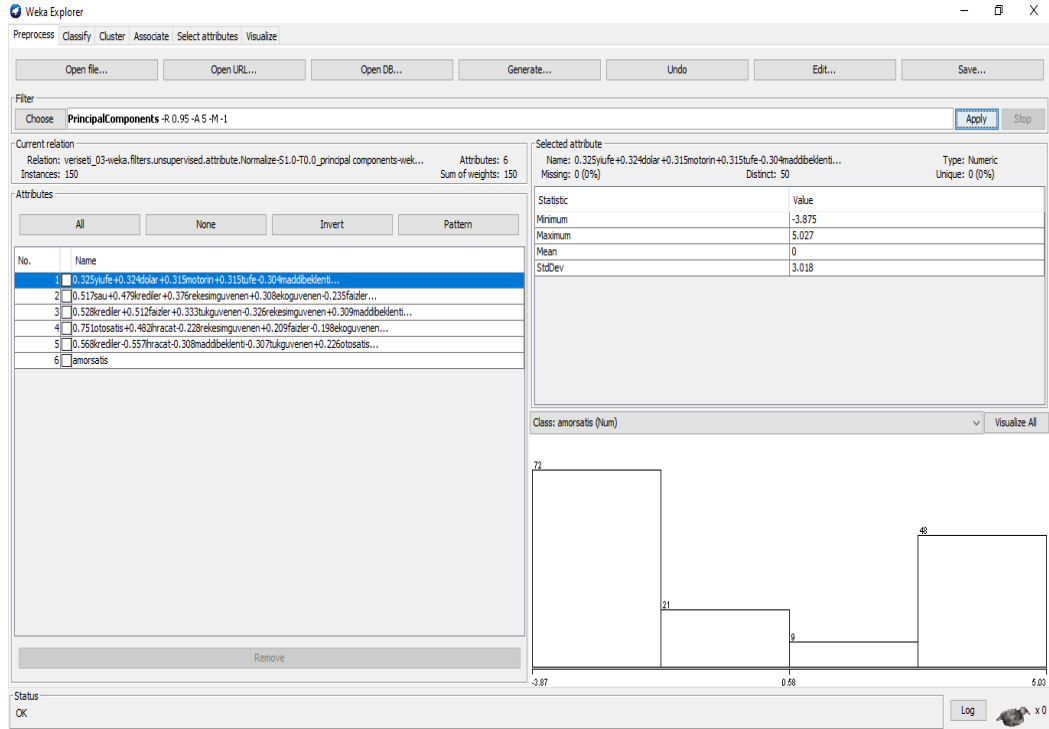 Weka Explorer
Preprocess Classify Cluster Associate Select attributes Visualize
Open file... Open URL... Open DB... Generate... Undo Edit... Save...
Filter
Choose PrincipalComponents -R 0.95 -A 5 -M -1 Apply Stop
Current relation
Relation: veriseti_03-weka.filters.unsupervised.attribute.Normalize-S1.0-T0.0_principal components-wek... Attributes: 6
Instances: 150 Sum of weights: 150
Attributes
All None Invert Pattern
No. Name
1 0.325yiufe+0.324dolar+0.315motorin+0.315tufe-0.304maddibeklenti...
2 0.517sau+0.479krediler+0.376rekesimguvenen+0.308ekoguvenen-0.235faizler...
3 0.528krediler+0.512faizler+0.333tukguvenen-0.326rekesimguvenen+0.309maddibeklenti...
4 0.751otosatis+0.482ihracat-0.228rekesimguvenen+0.209faizler-0.198ekoguvenen...
5 0.568krediler-0.557ihracat-0.308maddibeklenti-0.307tukguvenen+0.226otosatis...
6 amorsatis
Remove
Selected attribute
Name: 0.325yiufe+0.324dolar+0.315motorin+0.315tufe-0.304maddibeklenti... Type: Numeric
Missing: 0 (0%) Distinct: 50 Unique: 0 (0%)
Statistic Value
Minimum -3.875
Maximum 5.027
Mean 0
StdDev 3.018
Class: amorsatis (Num) Visualize All
72
48
21
9
-3.87 0.58 5.03
Status
OK Log x 0